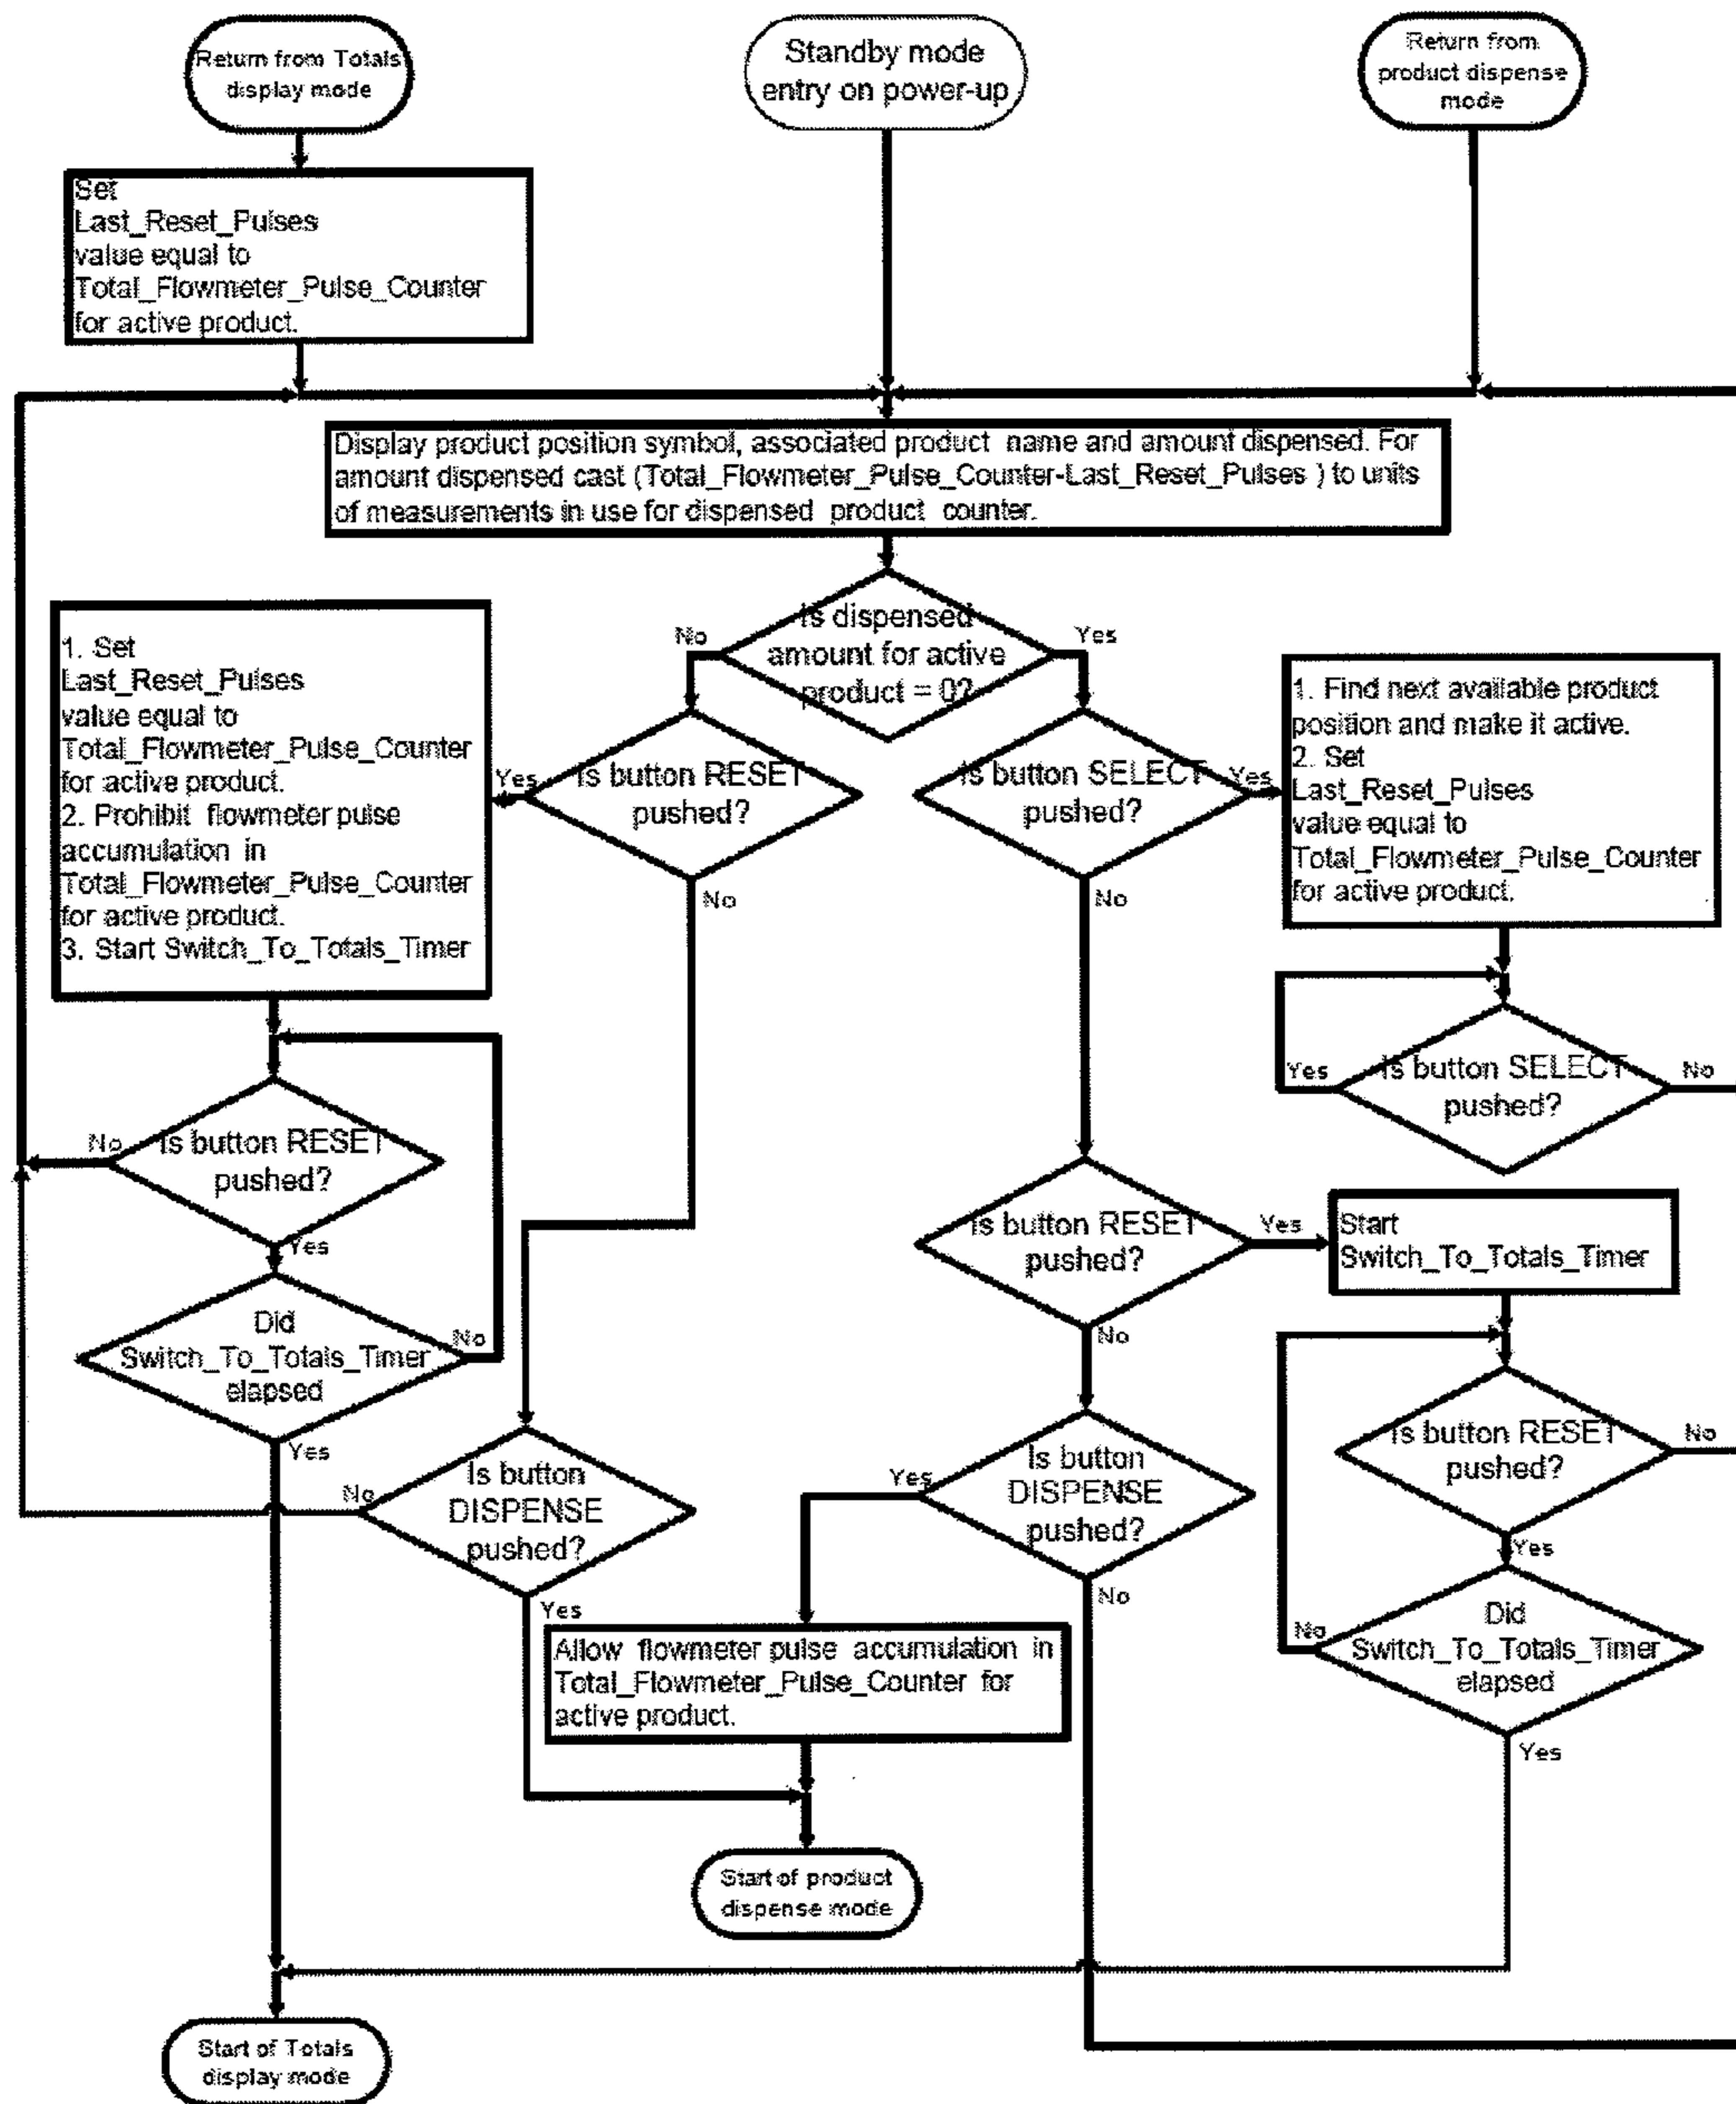 Return from Totals
display mode
Standby mode
entry on power-up
Return from
product dispense
mode
Set
Last_Reset_Pulses
value equal to
Total_Flowmeter_Pulse_Counter
for active product.
Display product position symbol, associated product name and amount dispensed. For
amount dispensed cast (Total_Flowmeter_Pulse_Counter-Last_Reset_Pulses ) to units
of measurements in use for dispensed product counter.
Is dispensed
amount for active
product = 0?
No
Yes
1. Set
Last_Reset_Pulses
value equal to
Total_Flowmeter_Pulse_Counter
for active product.
2. Prohibit flowmeter pulse
accumulation in
Total_Flowmeter_Pulse_Counter
for active product.
3. Start Switch_To_Totals_Timer
Yes
Is button RESET
pushed?
No
Is button SELECT
pushed?
Yes
No
1. Find next available product
position and make it active.
2. Set
Last_Reset_Pulses
value equal to
Total_Flowmeter_Pulse_Counter
for active product.
Yes
Is button SELECT
pushed?
No
No
Is button RESET
pushed?
Yes
Is button RESET
pushed?
Yes
No
Start
Switch_To_Totals_Timer
Did
Switch_To_Totals_Timer
elapsed
No
Yes
No
Is button
DISPENSE
pushed?
Yes
Yes
Is button
DISPENSE
pushed?
No
Is button RESET
pushed?
No
Yes
No
Did
Switch_To_Totals_Timer
elapsed
Yes
Allow flowmeter pulse accumulation in
Total_Flowmeter_Pulse_Counter for
active product.
Start of product
dispense mode
Start of Totals
display mode